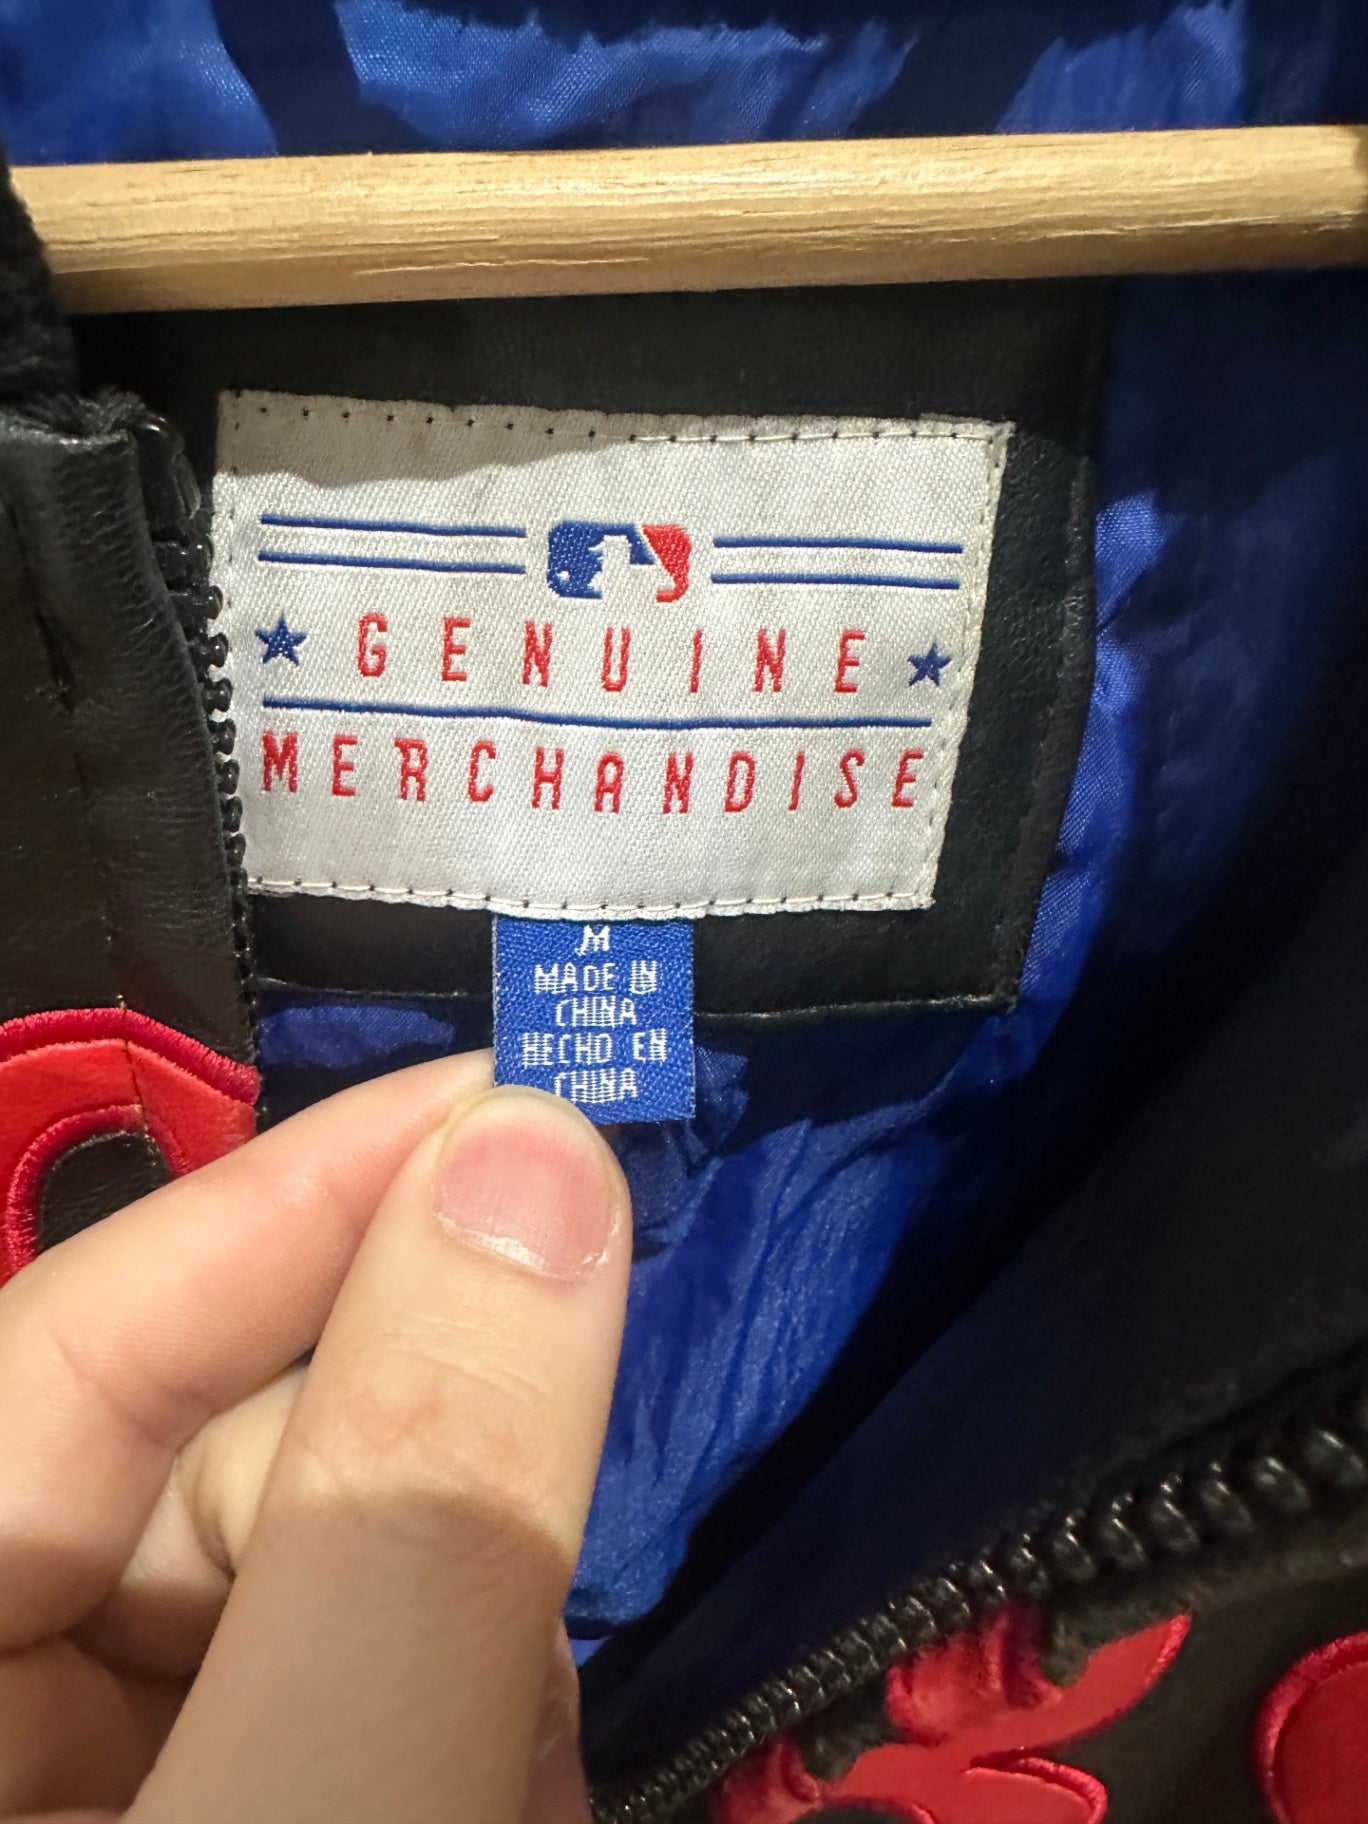 GENUINE
MERCHANDISE
M
MADE IN
CHINA
HECHO EN
CHINA